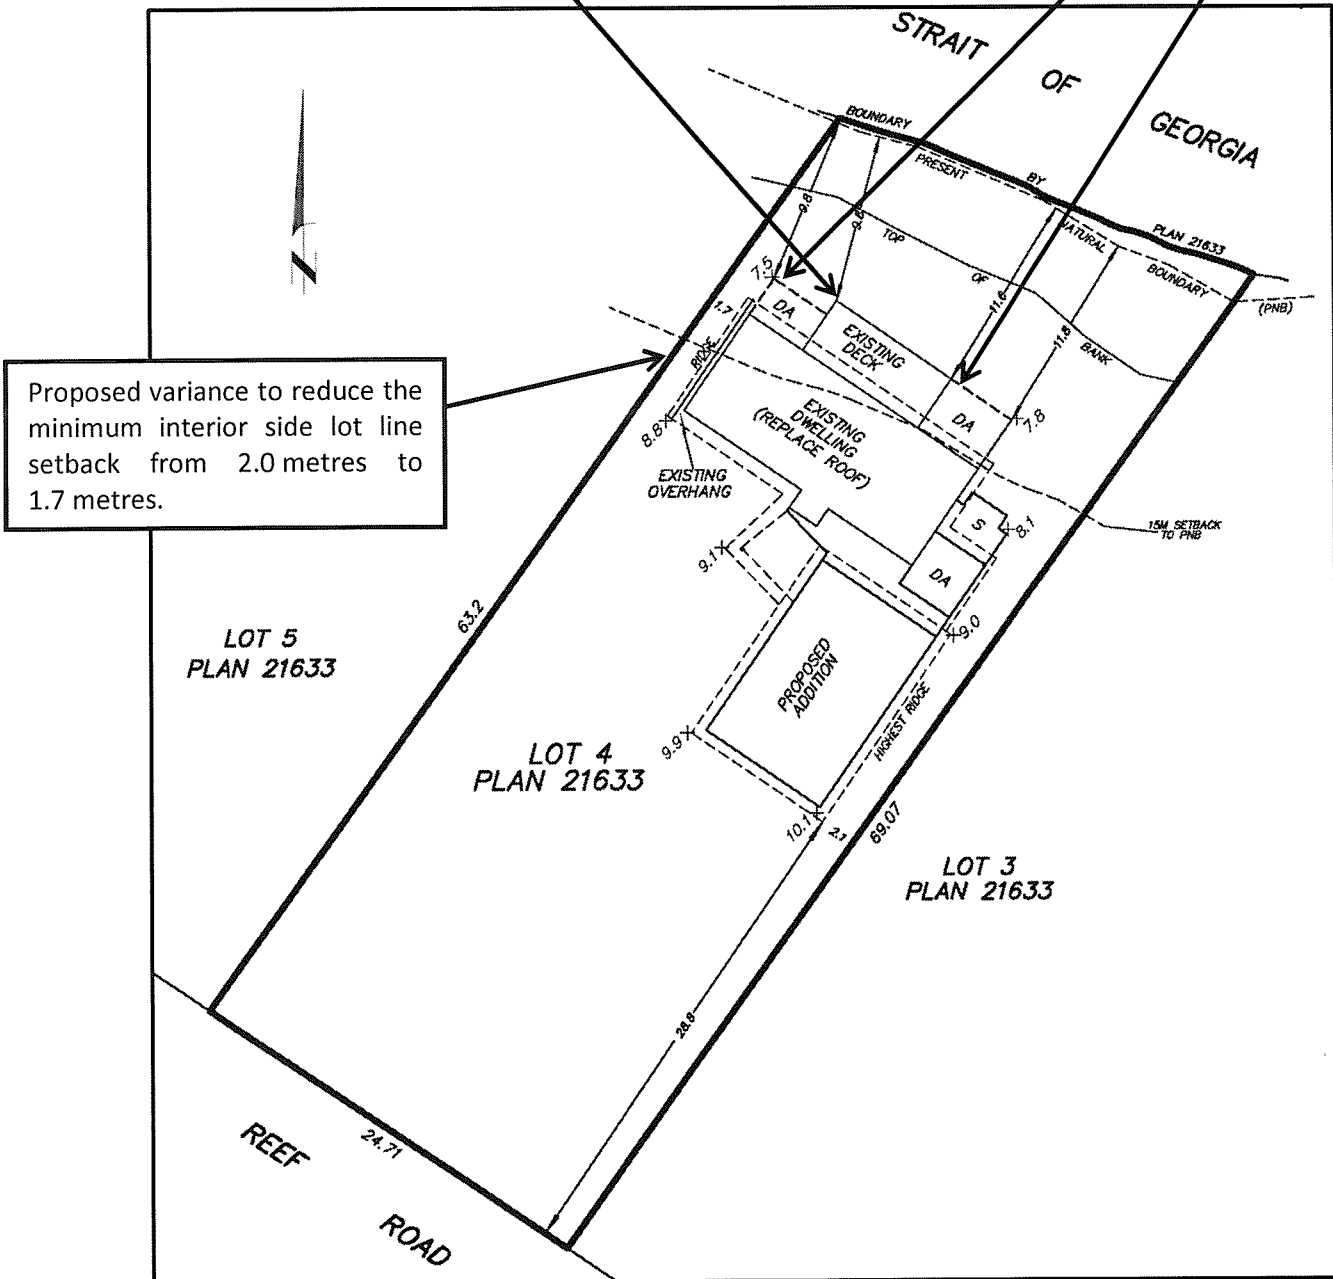 STRAIT
OF
GEORGIA
BOUNDARY
PRESENT
BY
NATURAL
PLAN 21633
BOUNDARY
(PNB)
9.8
TOP
OF
BANK
11.8
7.5
DA
1.7
EXISTING
DECK
RIDGE
DA
7.8
Proposed variance to reduce the
minimum interior side lot line
setback from 2.0 metres to
1.7 metres.
EXISTING
DWELLING
(REPLACE ROOF)
8.8
EXISTING
OVERHANG
S
8.1
15M SETBACK
TO PNB
9.1
DA
N
63.2
9.0
LOT 5
PLAN 21633
PROPOSED
ADDITION
HIGHEST RIDGE
9.9
LOT 4
PLAN 21633
10.1
2.1
69.07
LOT 3
PLAN 21633
28.8
24.71
REEF
ROAD